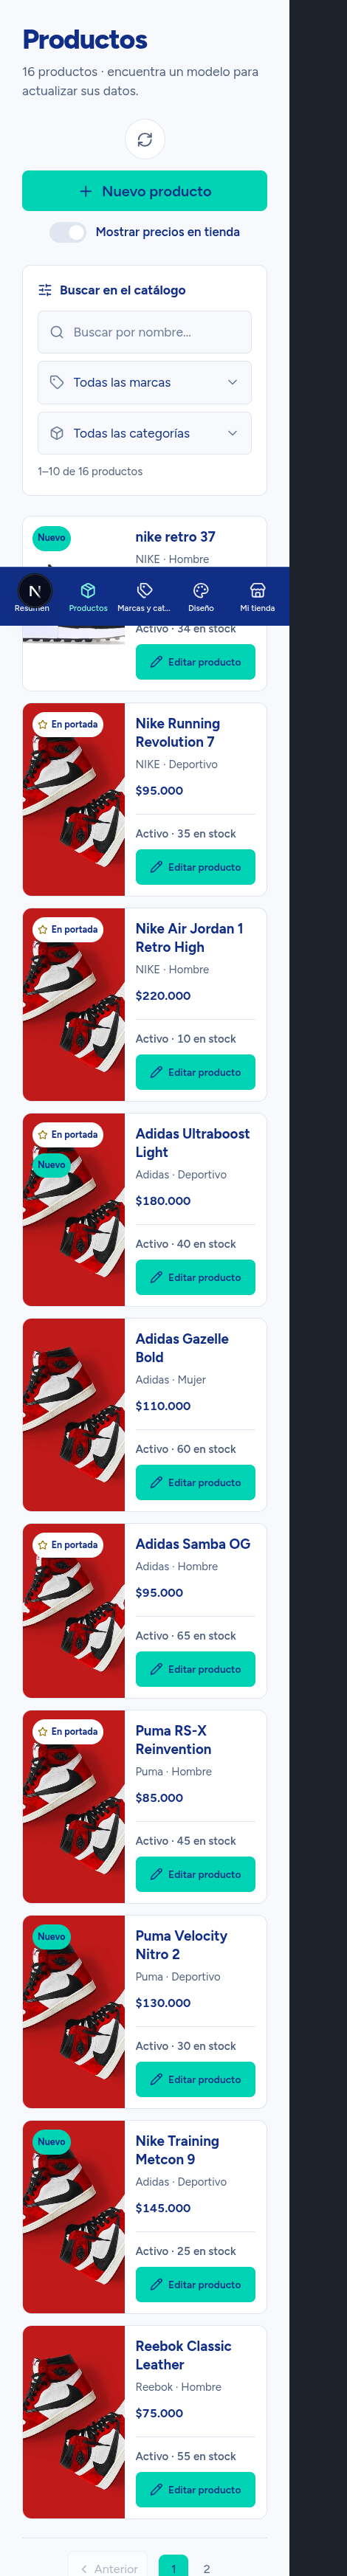 Productos
16 productos · encuentra un modelo para
actualizar sus datos.
Nuevo producto
Mostrar precios en tienda
Buscar en el catálogo
Buscar por nombre...
Todas las marcas
Todas las categorías
1–10 de 16 productos
Nuevo
nike retro 37
NIKE · Hombre
N
Resumen
Productos
Marcas y cat...
Diseño
Mi tienda
Activo · 34 en stock
Editar producto
En portada
Nike Running
Revolution 7
NIKE · Deportivo
$95.000
Activo · 35 en stock
Editar producto
En portada
Nike Air Jordan 1
Retro High
NIKE · Hombre
$220.000
Activo · 10 en stock
Editar producto
En portada
Nuevo
Adidas Ultraboost
Light
Adidas · Deportivo
$180.000
Activo · 40 en stock
Editar producto
Adidas Gazelle
Bold
Adidas · Mujer
$110.000
Activo · 60 en stock
Editar producto
En portada
Adidas Samba OG
Adidas · Hombre
$95.000
Activo · 65 en stock
Editar producto
En portada
Puma RS-X
Reinvention
Puma · Hombre
$85.000
Activo · 45 en stock
Editar producto
Nuevo
Puma Velocity
Nitro 2
Puma · Deportivo
$130.000
Activo · 30 en stock
Editar producto
Nuevo
Nike Training
Metcon 9
Adidas · Deportivo
$145.000
Activo · 25 en stock
Editar producto
Reebok Classic
Leather
Reebok · Hombre
$75.000
Activo · 55 en stock
Editar producto
Anterior
1
2